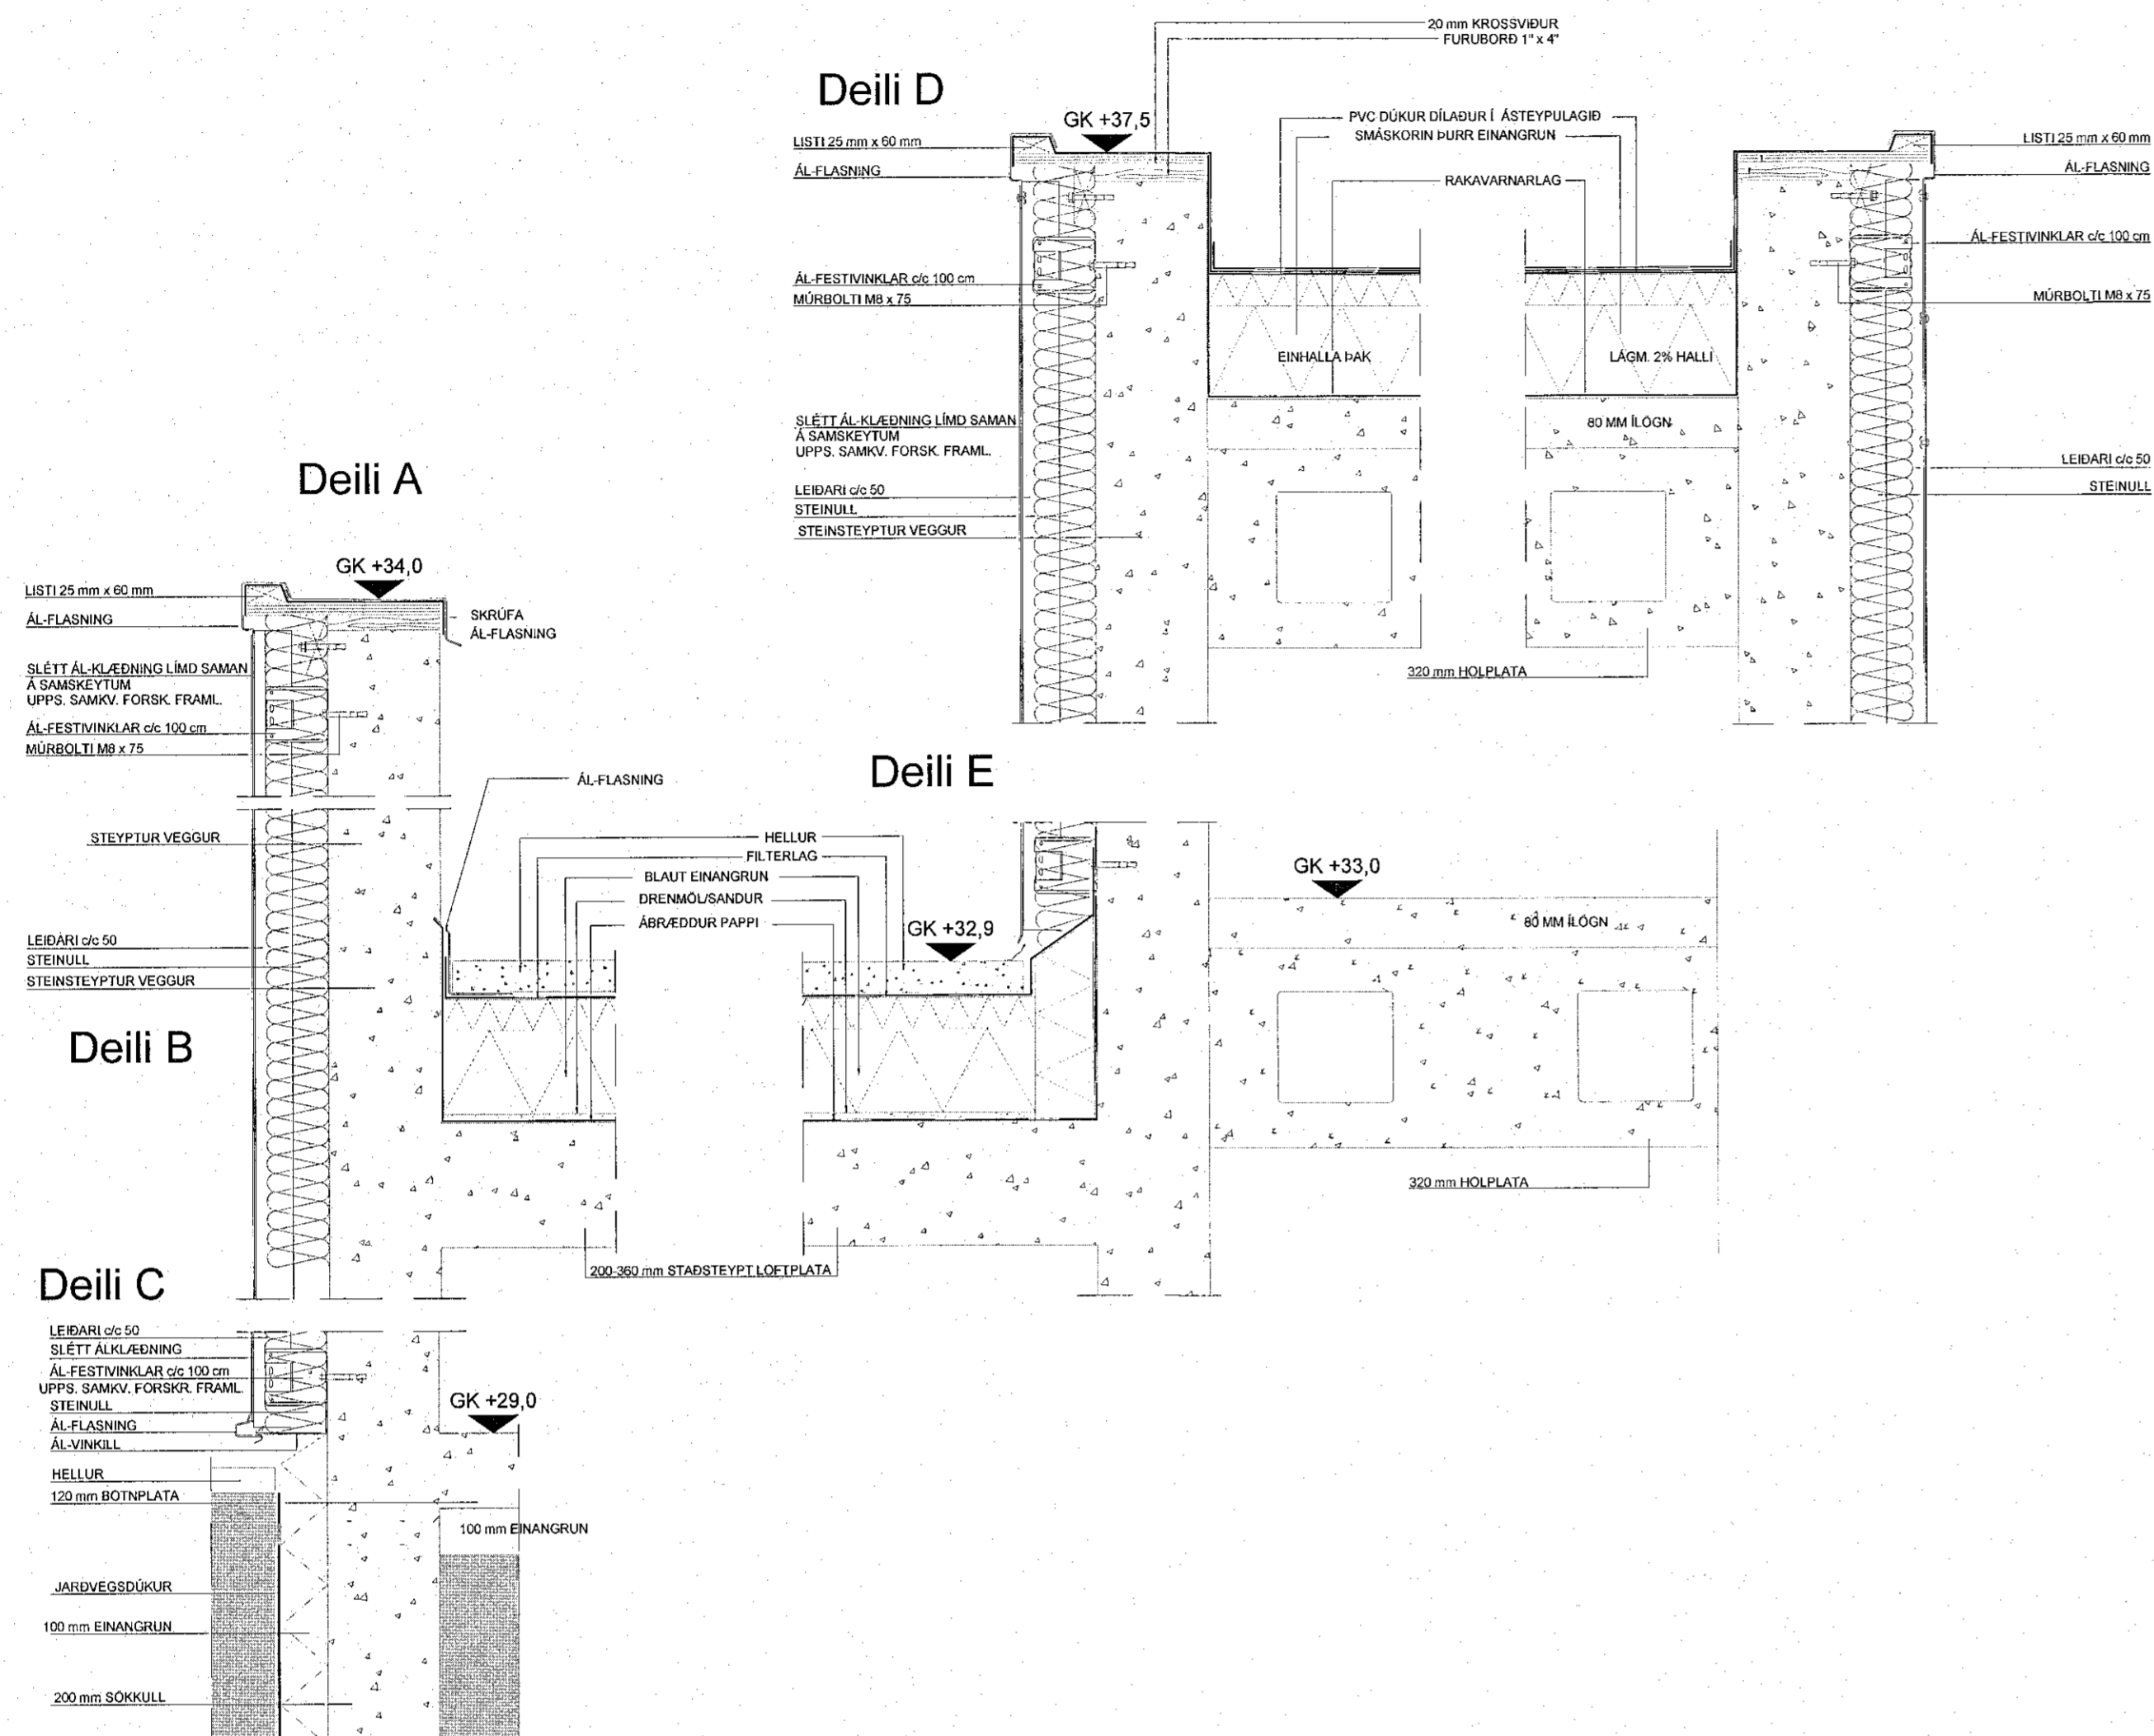 20 mm KROSSVIÐUR
FURUBORÐ 1" x 4"
Deili D
GK +37,5
PVC DÚKUR DÍLAÐUR Í ÁSTEYPULAGIÐ
SMÁSKORIN ÞURR EINANGRUN
RAKAVARNARLAG
LISTI 25 mm x 60 mm
ÁL-FLASNING
ÁL-FESTIVINKLAR c/c 100 cm
MÚRBOLTI M8 x 75
SLÉTT ÁL-KLÆÐNING LÍMD SAMAN
Á SAMSKEYTUM
UPPS. SAMKV. FORSK. FRAML.
LEIÐARI c/c 50
STEINULL
STEINSTEYPTUR VEGGUR
EINHALLA ÞAK
LÁGM. 2% HALLI
80 MM ÍLÖGN
320 mm HOLPLATA
LISTI 25 mm x 60 mm
ÁL-FLASNING
ÁL-FESTIVINKLAR c/c 100 cm
MÚRBOLTI M8 x 75
LEIÐARI c/c 50
STEINULL
Deili A
GK +34,0
LISTI 25 mm x 60 mm
ÁL-FLASNING
SKRÚFA
ÁL-FLASNING
SLÉTT ÁL-KLÆÐNING LÍMD SAMAN
Á SAMSKEYTUM
UPPS. SAMKV. FORSK. FRAML.
ÁL-FESTIVINKLAR c/c 100 cm
MÚRBOLTI M8 x 75
STEYPTUR VEGGUR
LEIÐARI c/c 50
STEINULL
STEINSTEYPTUR VEGGUR
Deili B
ÁL-FLASNING
Deili E
HELLUR
FILTERLAG
BLAUT EINANGRUN
DRENMÖL/SANDUR
ÁBRÆDDUR PAPPI
GK +32,9
GK +33,0
80 MM ÍLÖGN
320 mm HOLPLATA
200-360 mm STAÐSTEYPT LOFTPLATA
Deili C
LEIÐARI c/c 50
SLÉTT ÁLKLÆÐNING
ÁL-FESTIVINKLAR c/c 100 cm
UPPS. SAMKV. FORSKR. FRAML.
STEINULL
ÁL-FLASNING
ÁL-VINKILL
GK +29,0
HELLUR
120 mm BOTNPLATA
100 mm EINANGRUN
JARÐVEGSDÚKUR
100 mm EINANGRUN
200 mm SÖKKULL